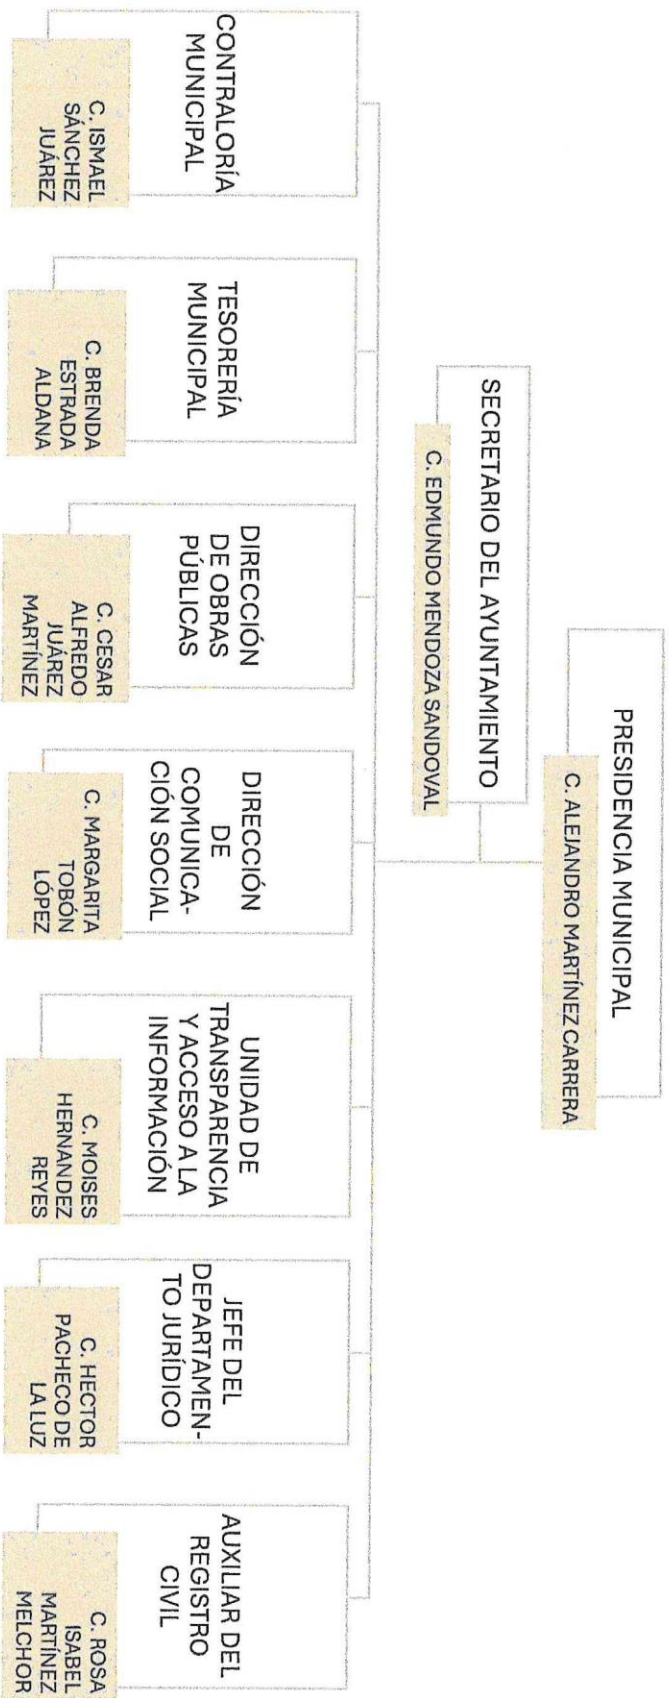 PRESIDENCIA MUNICIPAL
C. ALEJANDRO MARTÍNEZ CARRERA
SECRETARIO DEL AYUNTAMIENTO
C. EDMUNDO MENDOZA SANDOVAL
CONTRALORÍA
MUNICIPAL
C. ISMAEL
SÁNCHEZ
JUÁREZ
TESORERÍA
MUNICIPAL
C. BRENDA
ESTRADA
ALDANA
DIRECCIÓN
DE OBRAS
PÚBLICAS
C. CESAR
ALFREDO
JUÁREZ
MARTÍNEZ
DIRECCIÓN
DE
COMUNICA-
CIÓN SOCIAL
C. MARGARITA
TOBÓN
LÓPEZ
UNIDAD DE
TRANSPARENCIA
Y ACCESO A LA
INFORMACIÓN
C. MOISES
HERNANDEZ
REYES
JEFE DEL
DEPARTAMEN-
TO JURÍDICO
C. HECTOR
PACHECO DE
LA LUZ
AUXILIAR DEL
REGISTRO
CIVIL
C. ROSA
ISABEL
MARTÍNEZ
MELCHOR